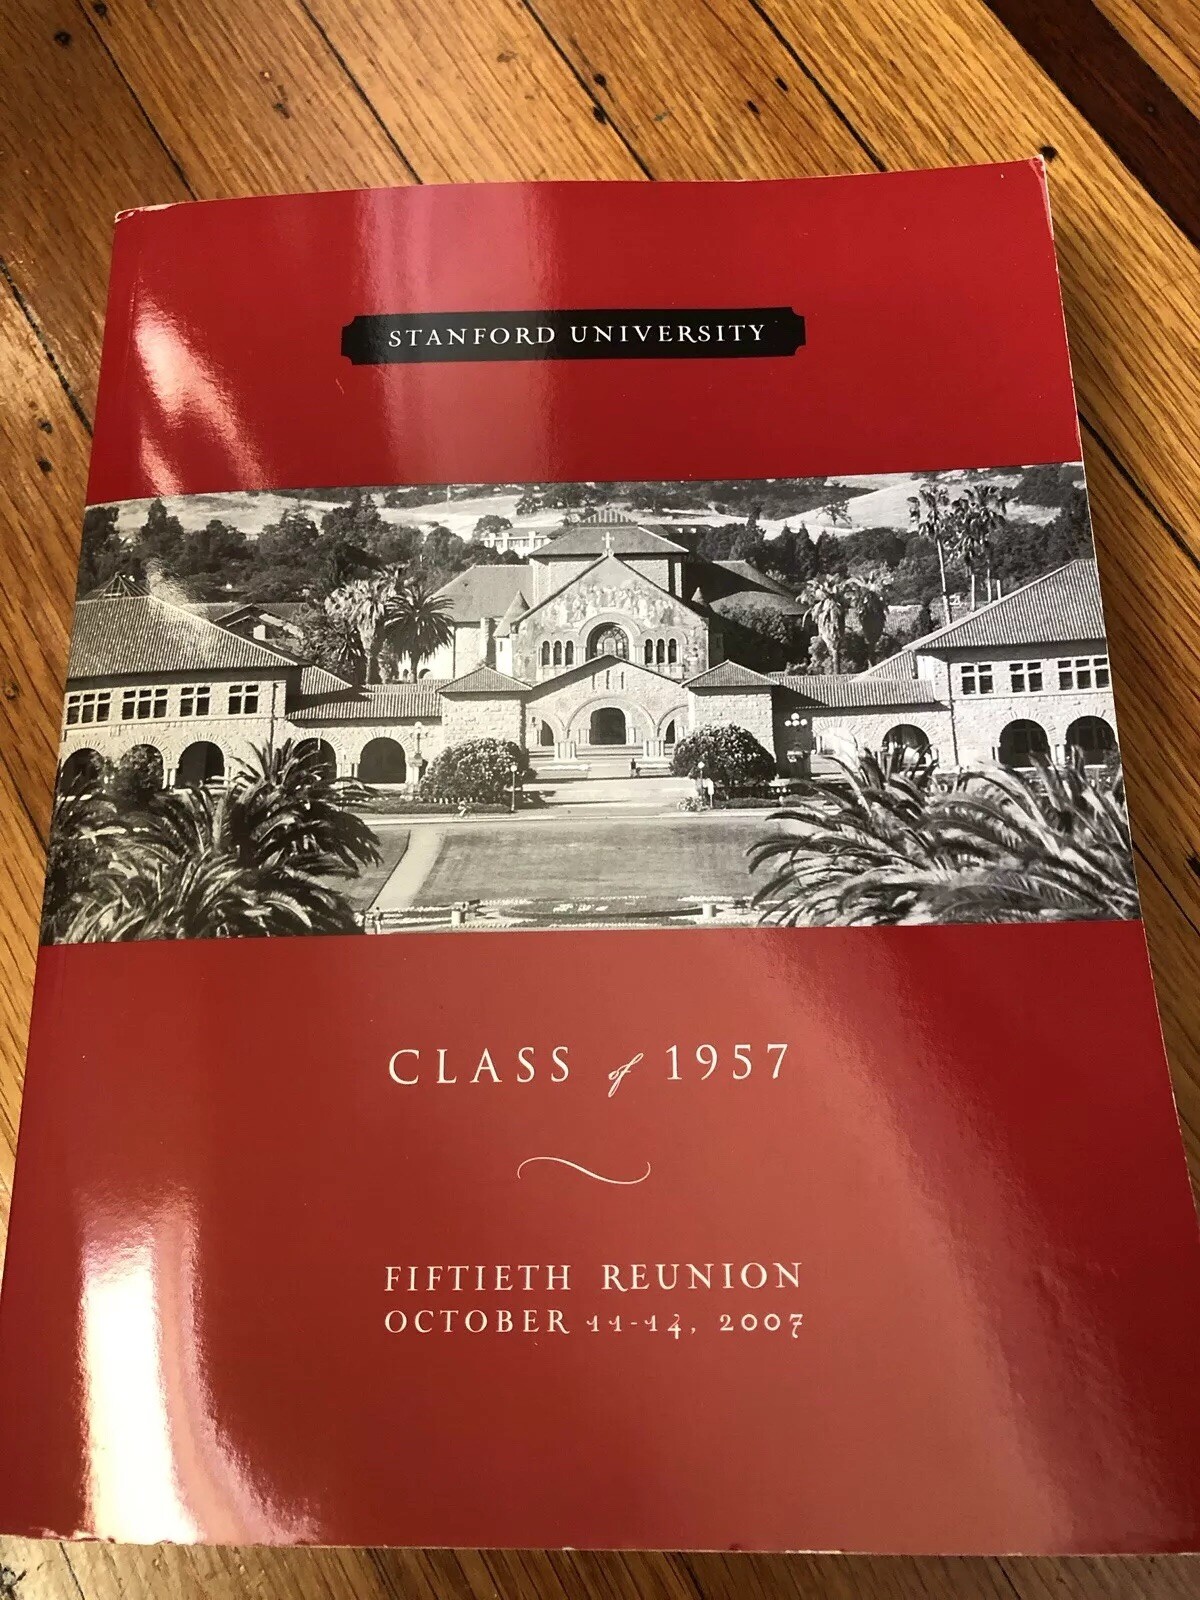 STANFORD UNIVERSITY
CLASS of 1957
FIFTIETH REUNION
OCTOBER 11-14, 2007